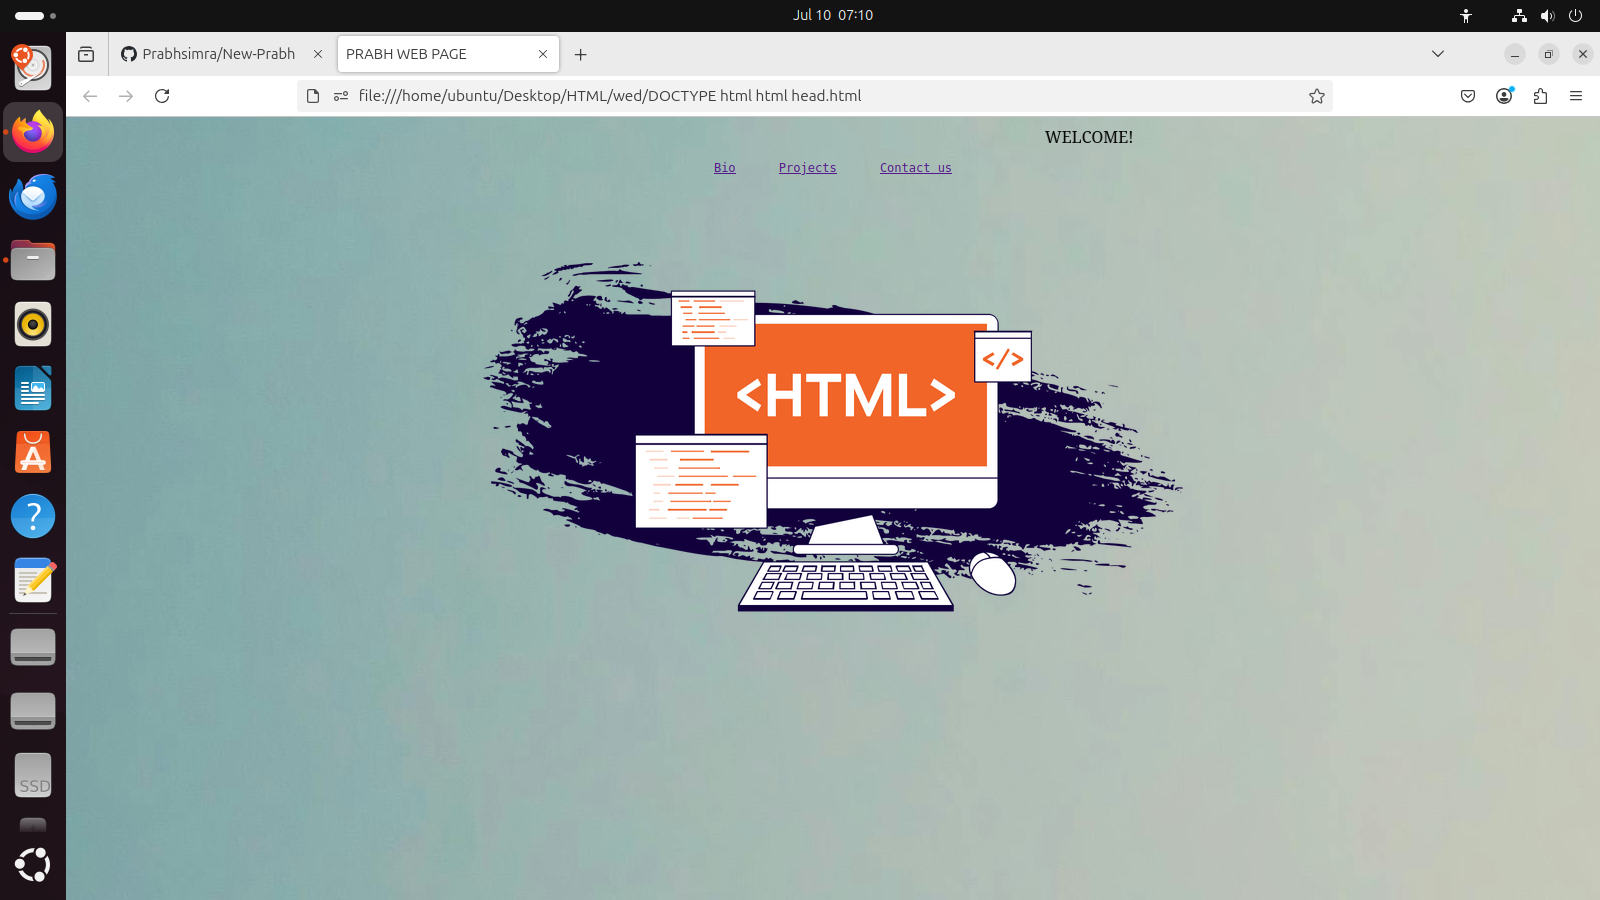 Jul 10 07:10
Prabhsimra/New-Prabh
PRABH WEB PAGE
file:///home/ubuntu/Desktop/HTML/wed/DOCTYPE html html head.html
WELCOME!
Bio Projects Contact us
</>
<HTML>
A
?
SSD